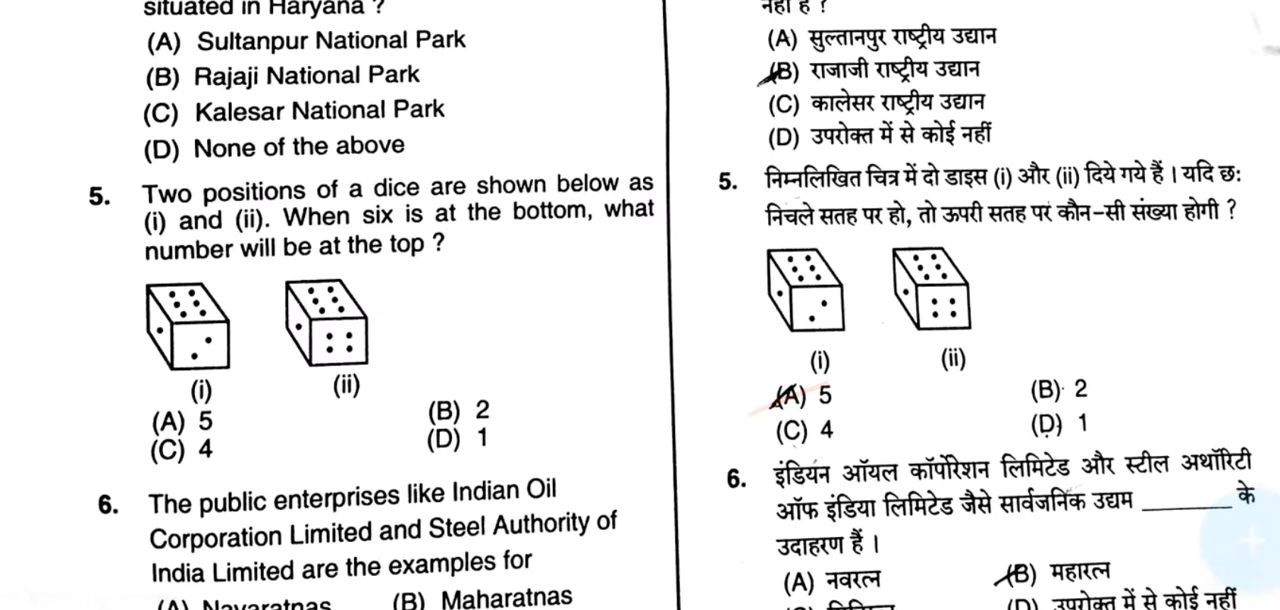 situated in Haryana ?
(A) Sultanpur National Park
(B) Rajaji National Park
(C) Kalesar National Park
(D) None of the above
5. Two positions of a dice are shown below as
(i) and (ii). When six is at the bottom, what
number will be at the top ?
(i) (ii)
(A) 5 (B) 2
(C) 4 (D) 1
6. The public enterprises like Indian Oil
Corporation Limited and Steel Authority of
India Limited are the examples for
(A) Navaratnas (B) Maharatnas
नहीं है ?
(A) सुल्तानपुर राष्ट्रीय उद्यान
(B) राजाजी राष्ट्रीय उद्यान
(C) कालेसर राष्ट्रीय उद्यान
(D) उपरोक्त में से कोई नहीं
5. निम्नलिखित चित्र में दो डाइस (i) और (ii) दिये गये हैं । यदि छः
निचले सतह पर हो, तो ऊपरी सतह पर कौन-सी संख्या होगी ?
(i) (ii)
(A) 5 (B) 2
(C) 4 (D) 1
6. इंडियन ऑयल कॉर्पोरेशन लिमिटेड और स्टील अथॉरिटी
ऑफ इंडिया लिमिटेड जैसे सार्वजनिक उद्यम ________ के
उदाहरण हैं ।
(A) नवरत्न (B) महारत्न
(D) उपरोक्त में से कोई नहीं